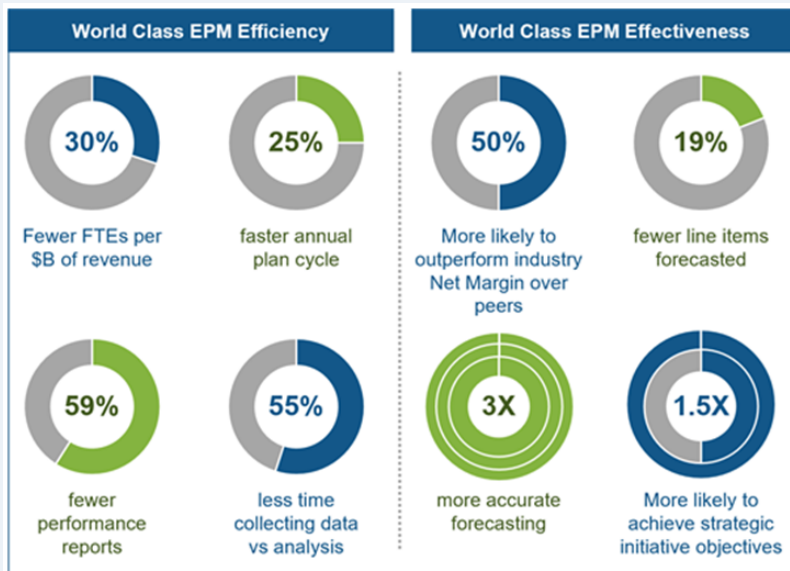 World Class EPM Efficiency
30%
Fewer FTEs per
$B of revenue
25%
faster annual
plan cycle
59%
fewer
performance
reports
55%
less time
collecting data
vs analysis
World Class EPM Effectiveness
50%
More likely to
outperform industry
Net Margin over
peers
19%
fewer line items
forecasted
3X
more accurate
forecasting
1.5X
More likely to
achieve strategic
initiative objectives